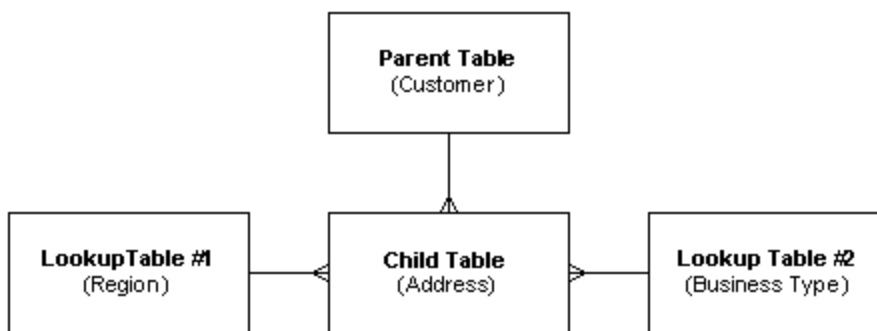 Parent Table
(Customer)
LookupTable #1
(Region)
Child Table
(Address)
Lookup Table #2
(Business Type)